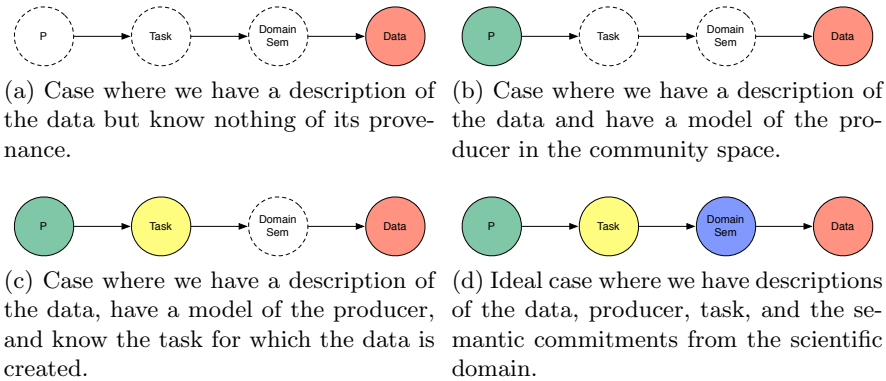 P
Task
Domain
Sem
Data
(a) Case where we have a description of
the data but know nothing of its prove-
nance.
P
Task
Domain
Sem
Data
(b) Case where we have a description of
the data and have a model of the pro-
ducer in the community space.
P
Task
Domain
Sem
Data
(c) Case where we have a description of
the data, have a model of the producer,
and know the task for which the data is
created.
P
Task
Domain
Sem
Data
(d) Ideal case where we have descriptions
of the data, producer, task, and the se-
mantic commitments from the scientific
domain.